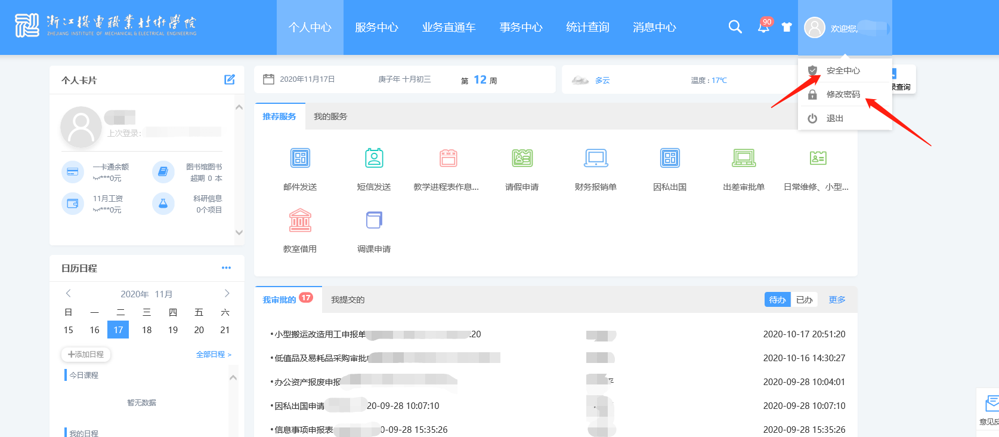 浙江機電職業技術學院
ZHEJIANG INSTITUTE OF MECHANICAL & ELECTRICAL ENGINEERING
个人中心 服务中心 业务直通车 事务中心 统计查询 消息中心
90
欢迎您,
安全中心
修改密码
退出
录查询
个人卡片
上次登录:
一卡通余额
***0元
图书馆图书
超期 0 本
11月工资
***0元
科研信息
0个项目
2020年11月17日 庚子年 十月初三 第 12 周
多云 温度 : 17℃
推荐服务 我的服务
邮件发送 短信发送 教学进程表作息... 请假申请 财务报销单 因私出国 出差审批单 日常维修、小型...
教室借用 调课申请
日历日程
2020年 11月
日 一 二 三 四 五 六
15 16 17 18 19 20 21
添加日程 全部日程 >
今日课程
暂无数据
我的日程
我审批的 17 我提交的 待办 已办 更多
•小型搬运改造用工申报单 :20 2020-10-17 20:51:20
•低值品及易耗品采购审批 2020-10-16 14:30:27
•办公资产报废申报 2020-09-28 10:04:01
•因私出国申请 20-09-28 10:07:10 2020-09-28 10:07:10
•信息事项申报表 0-09-28 15:35:26 2020-09-28 15:35:26
意见反